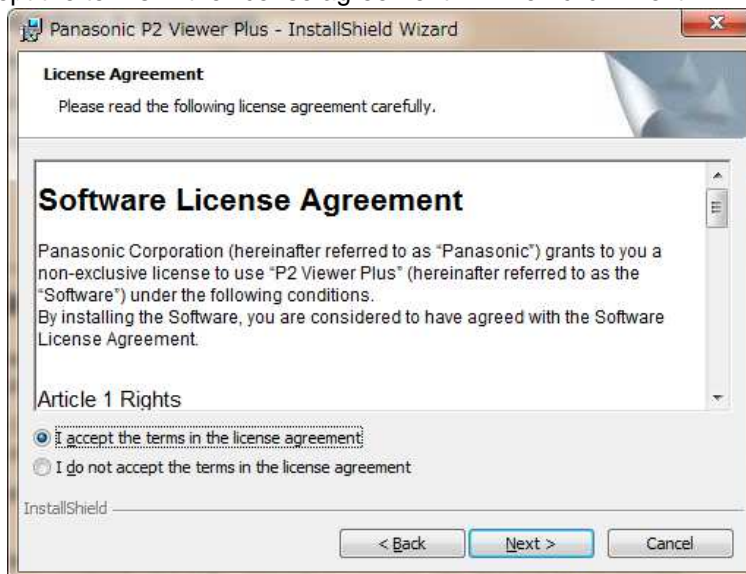 Panasonic P2 Viewer Plus - InstallShield Wizard
License Agreement
Please read the following license agreement carefully.
Software License Agreement
Panasonic Corporation (hereinafter referred to as “Panasonic”) grants to you a
non-exclusive license to use “P2 Viewer Plus” (hereinafter referred to as the
“Software”) under the following conditions.
By installing the Software, you are considered to have agreed with the Software
License Agreement.
Article 1 Rights
I accept the terms in the license agreement
I do not accept the terms in the license agreement
InstallShield
< Back
Next >
Cancel